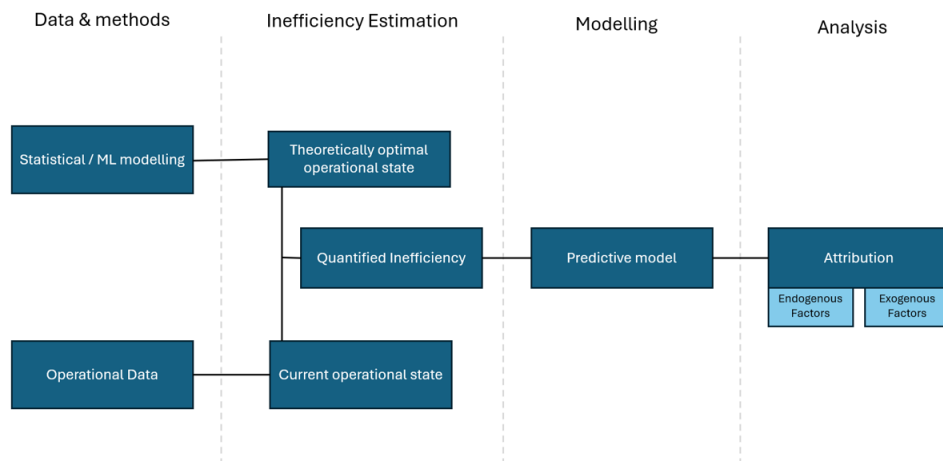 Data & methods
Inefficiency Estimation
Modelling
Analysis
Statistical / ML modelling
Theoretically optimal
operational state
Quantified Inefficiency
Predictive model
Attribution
Endogenous
Factors
Exogenous
Factors
Operational Data
Current operational state